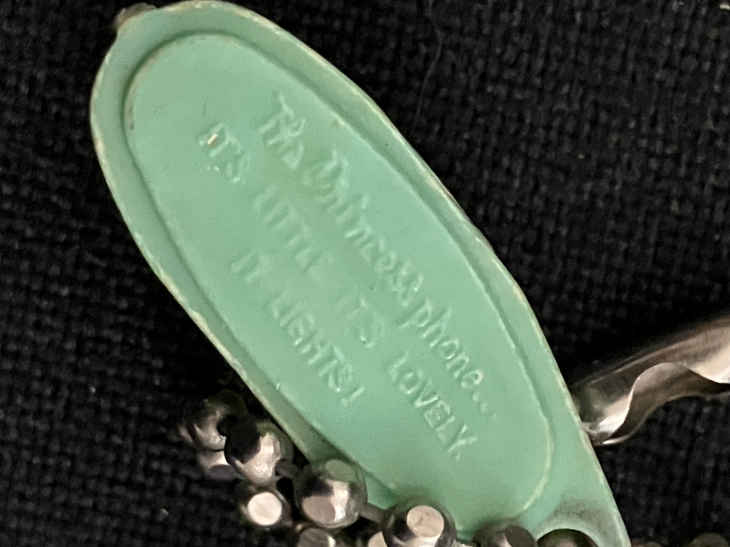 The Princess phone...
IT'S LITTLE IT'S LOVELY.
IT LIGHTS!